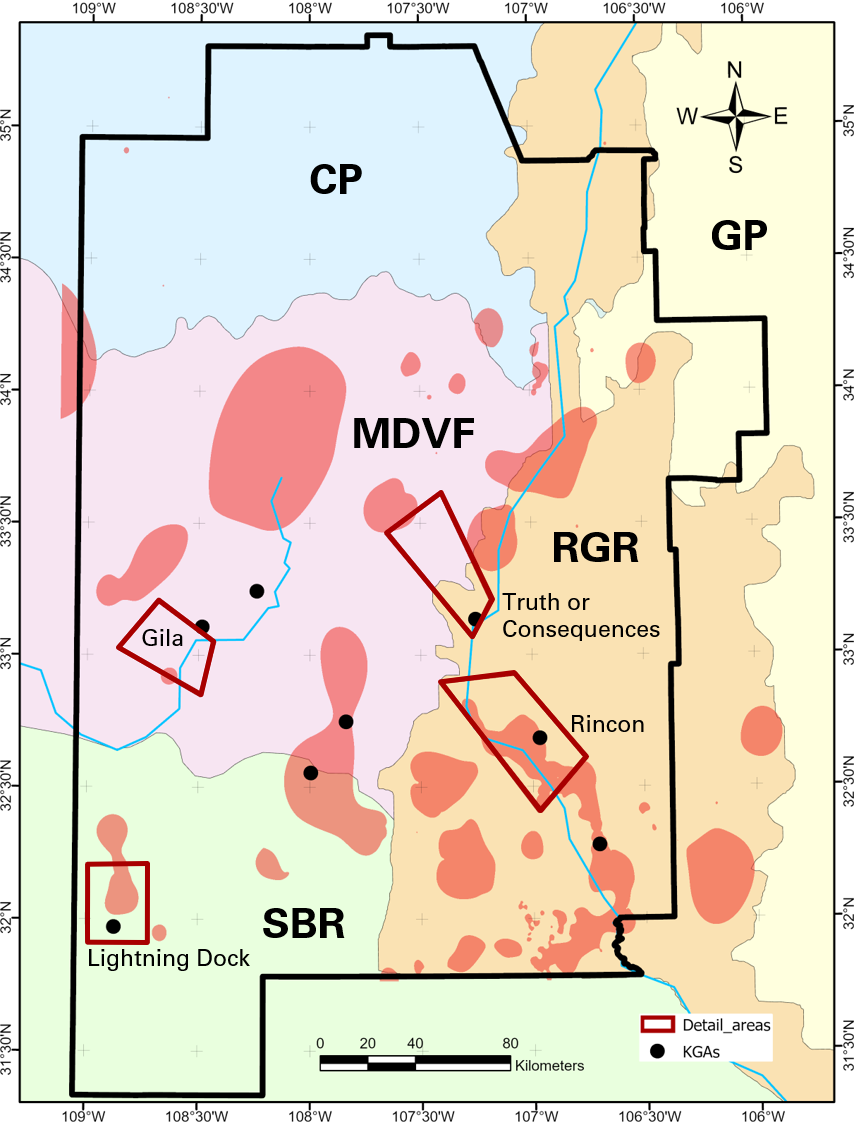 109°W 108°30'W 108°W 107°30'W 107°W 106°30'W 106°W
N
W E
S
35°N 35°N
CP
GP
34°30'N 34°30'N
34°N 34°N
MDVF
33°30'N 33°30'N
RGR
Truth or
Consequences
Gila
33°N 33°N
Rincon
32°30'N 32°30'N
32°N 32°N
SBR
Lightning Dock
Detail_areas
KGAs
0 20 40 80
Kilometers
31°30'N 31°30'N
109°W 108°30'W 108°W 107°30'W 107°W 106°30'W 106°W